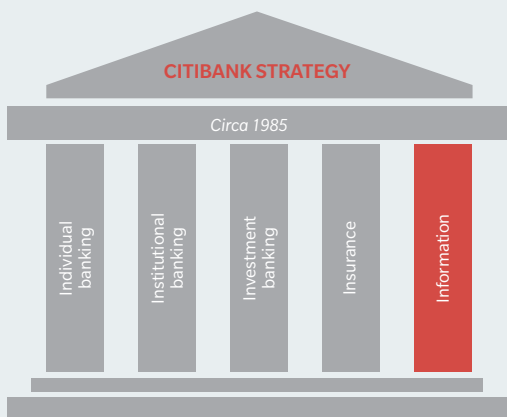 CITIBANK STRATEGY
Circa 1985
Individual
banking
Institutional
banking
Investment
banking
Insurance
Information